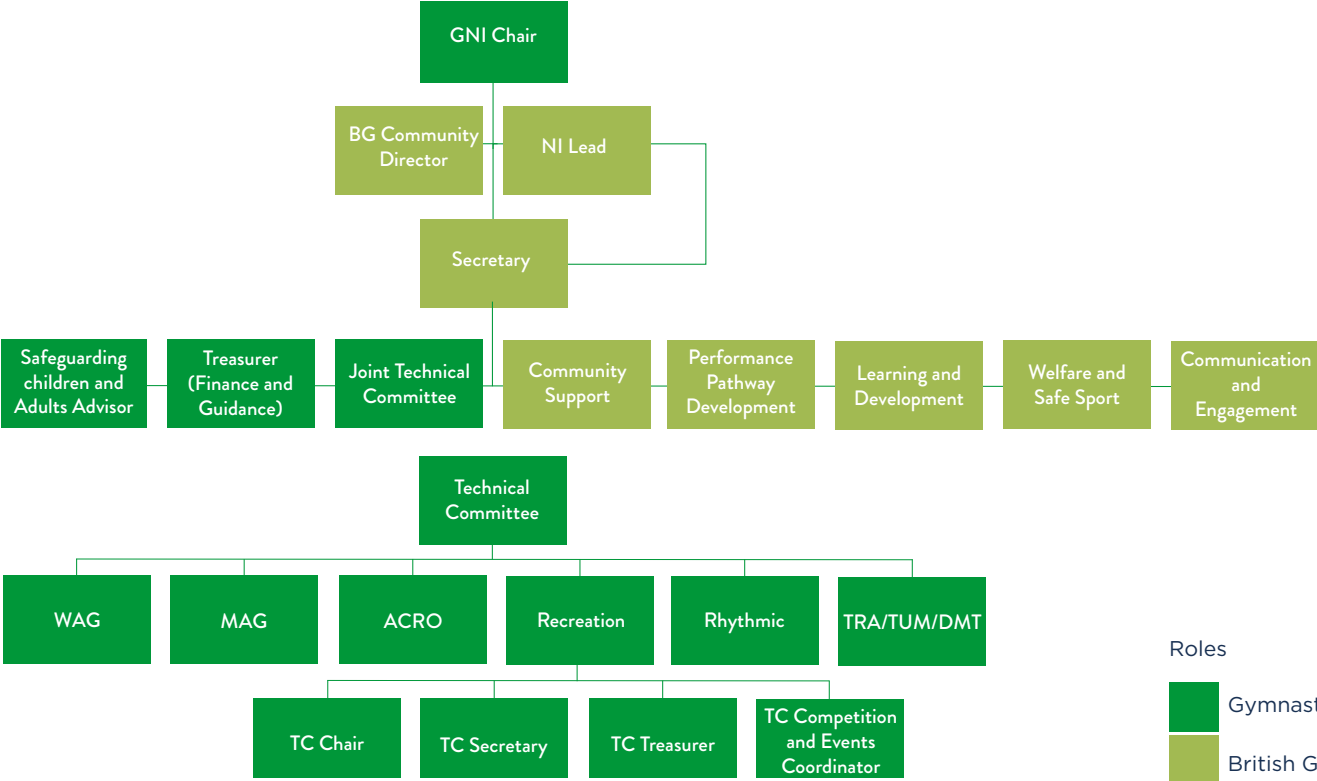 GNI Chair
BG Community
Director
NI Lead
Secretary
Safeguarding
children and
Adults Advisor
Treasurer
(Finance and
Guidance)
Joint Technical
Committee
Community
Support
Performance
Pathway
Development
Learning and
Development
Welfare and
Safe Sport
Communication
and
Engagement
Technical
Committee
WAG
MAG
ACRO
Recreation
Rhythmic
TRA/TUM/DMT
TC Chair
TC Secretary
TC Treasurer
TC Competition
and Events
Coordinator
Roles
Gymnast
British G